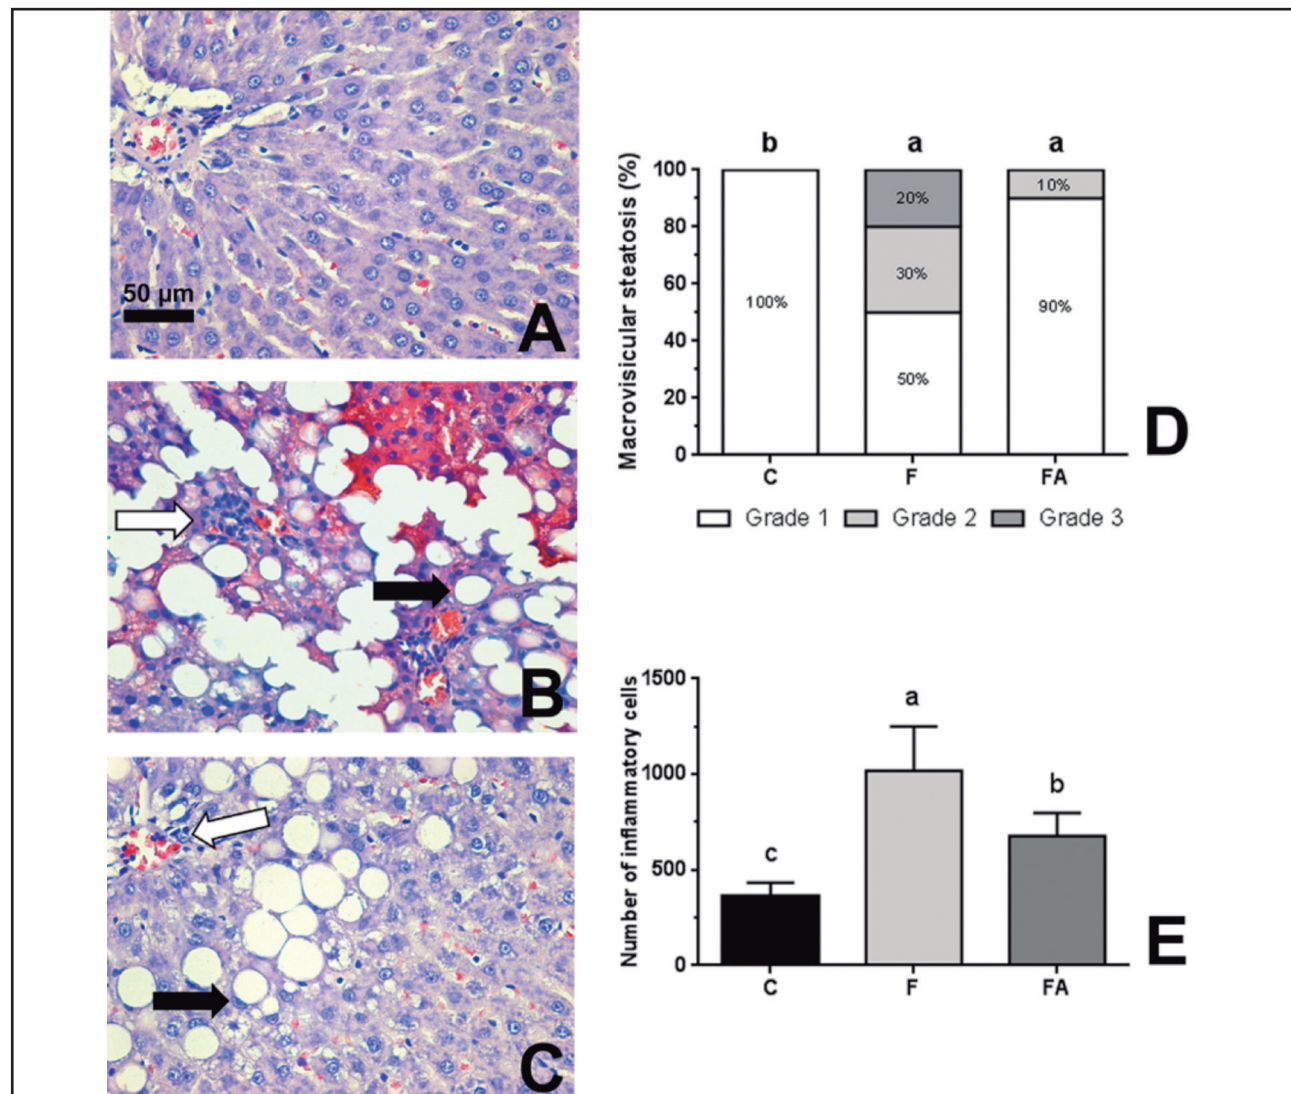 50 µm
A
B
C
b a a
Macrovisicular steatosis (%)
100
80
60
40
20
0
100%
20%
30%
50%
10%
90%
C F FA
D
Grade 1 Grade 2 Grade 3
Number of inflammatory cells
1500
1000
500
0
c
a
b
C F FA
E